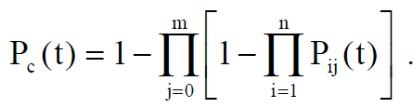 P_c(t) = 1 − ∏_{j=0}^{m} [ 1 − ∏_{i=1}^{n} P_{ij}(t) ] .